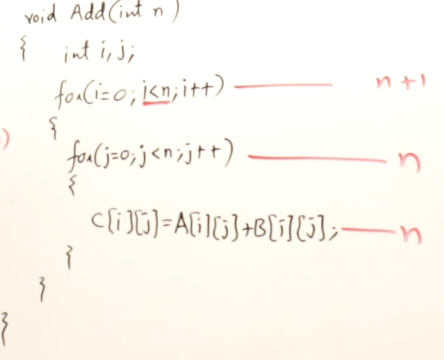 void Add(int n)
{ int i, j;
for(i=0; i<n; i++) n+1
{
) for(j=0; j<n; j++) n
{
C[i][j]=A[i][j]+B[i][j]; n
}
}
}